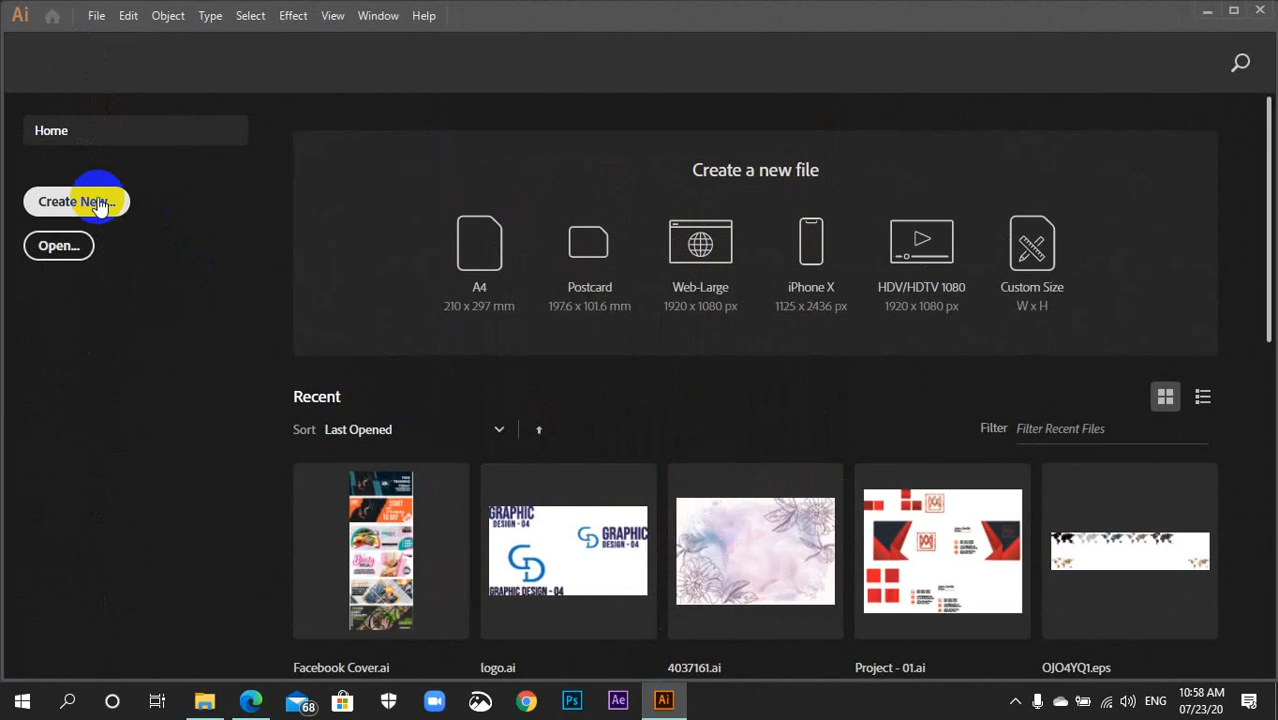 Ai File Edit Object Type Select Effect View Window Help
Home
Create New...
Open...
Create a new file
A4 Postcard Web-Large iPhone X HDV/HDTV 1080 Custom Size
210 x 297 mm 197.6 x 101.6 mm 1920 x 1080 px 1125 x 2436 px 1920 x 1080 px W x H
Recent
Sort Last Opened Filter Filter Recent Files
GRAPHIC
DESIGN - 04
GRAPHIC
DESIGN - 04
GRAPHIC DESIGN - 04
Facebook Cover.ai logo.ai 4037161.ai Project - 01.ai OJO4YQ1.eps
68 Ps Ae Ai ENG 10:58 AM
07/23/20